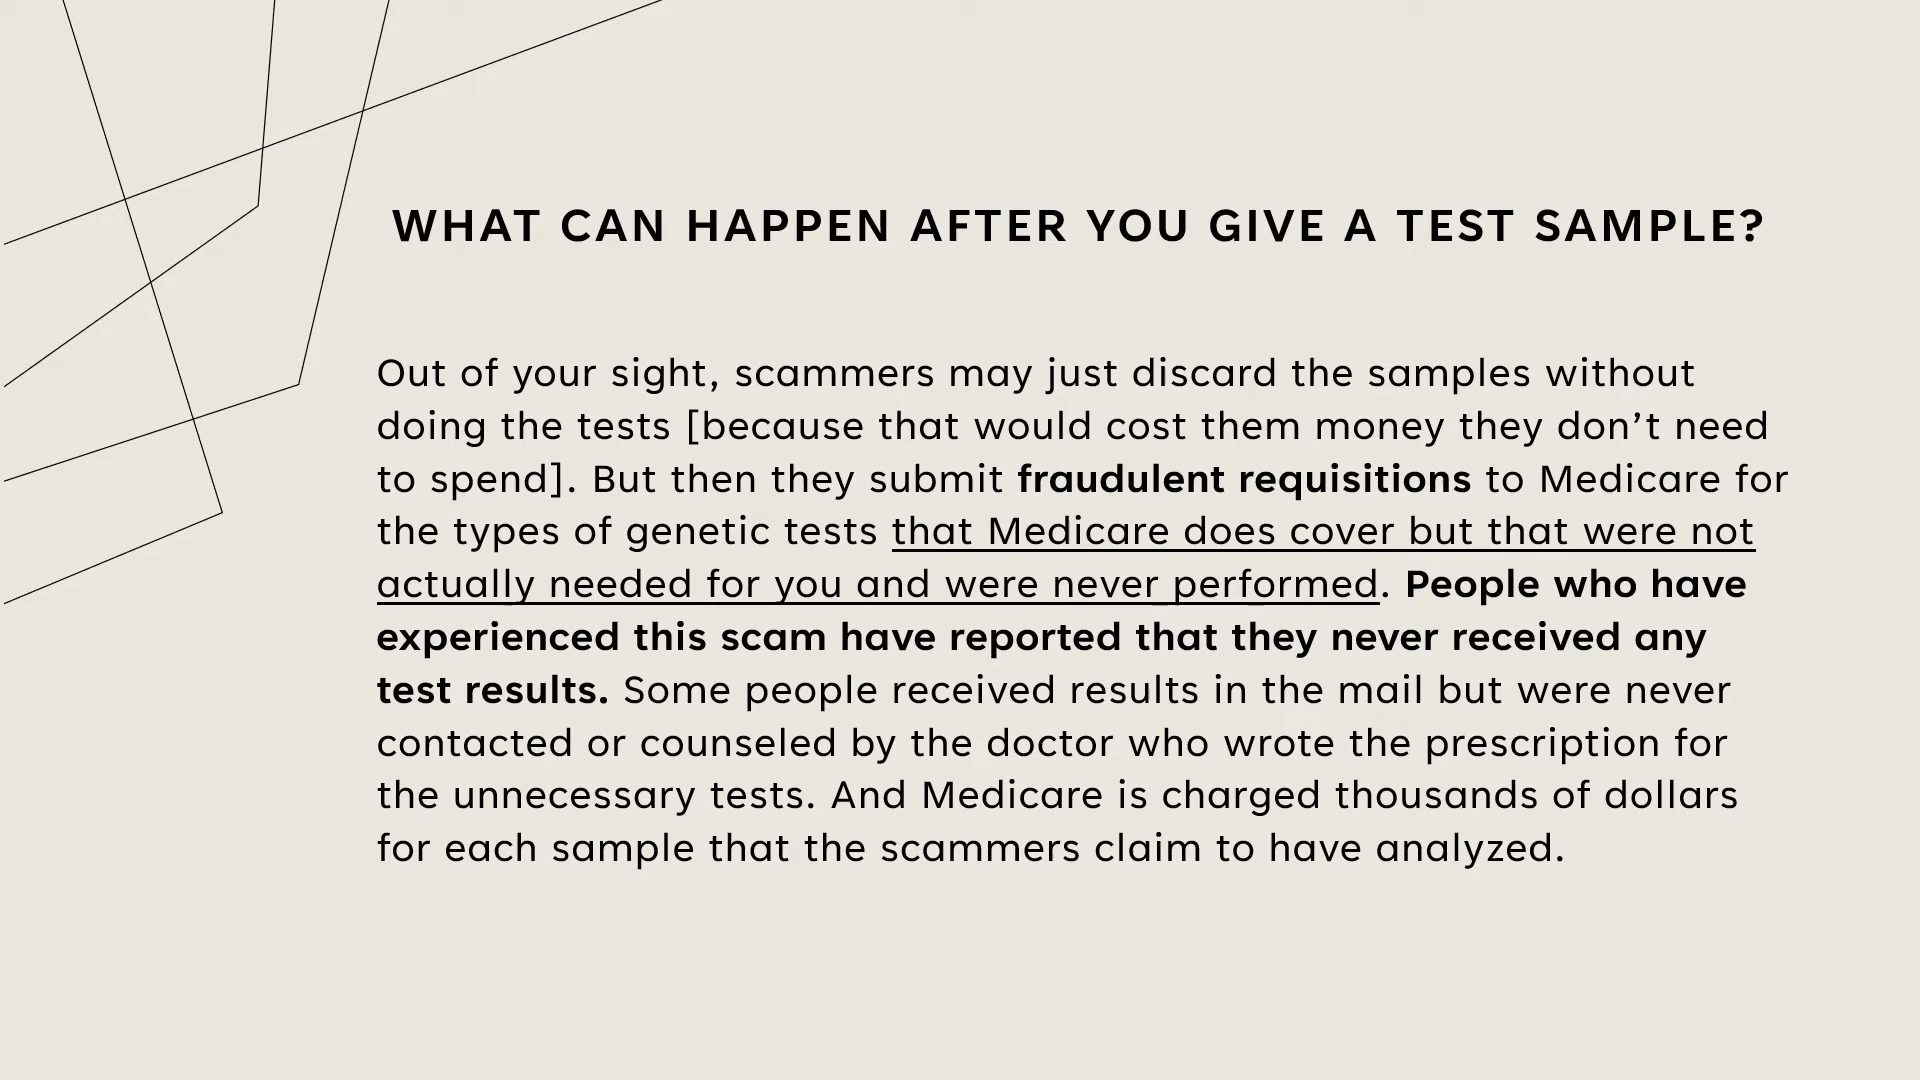 WHAT CAN HAPPEN AFTER YOU GIVE A TEST SAMPLE?
Out of your sight, scammers may just discard the samples without
doing the tests [because that would cost them money they don’t need
to spend]. But then they submit fraudulent requisitions to Medicare for
the types of genetic tests that Medicare does cover but that were not
actually needed for you and were never performed. People who have
experienced this scam have reported that they never received any
test results. Some people received results in the mail but were never
contacted or counseled by the doctor who wrote the prescription for
the unnecessary tests. And Medicare is charged thousands of dollars
for each sample that the scammers claim to have analyzed.